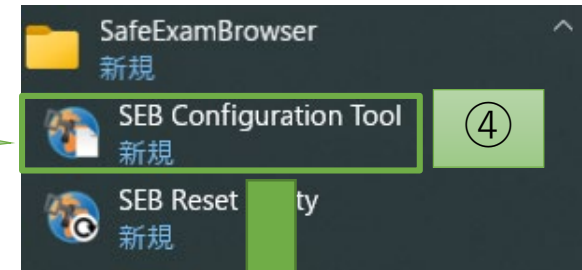 SafeExamBrowser
新規
SEB Configuration Tool
新規
④
SEB Reset ty
新規